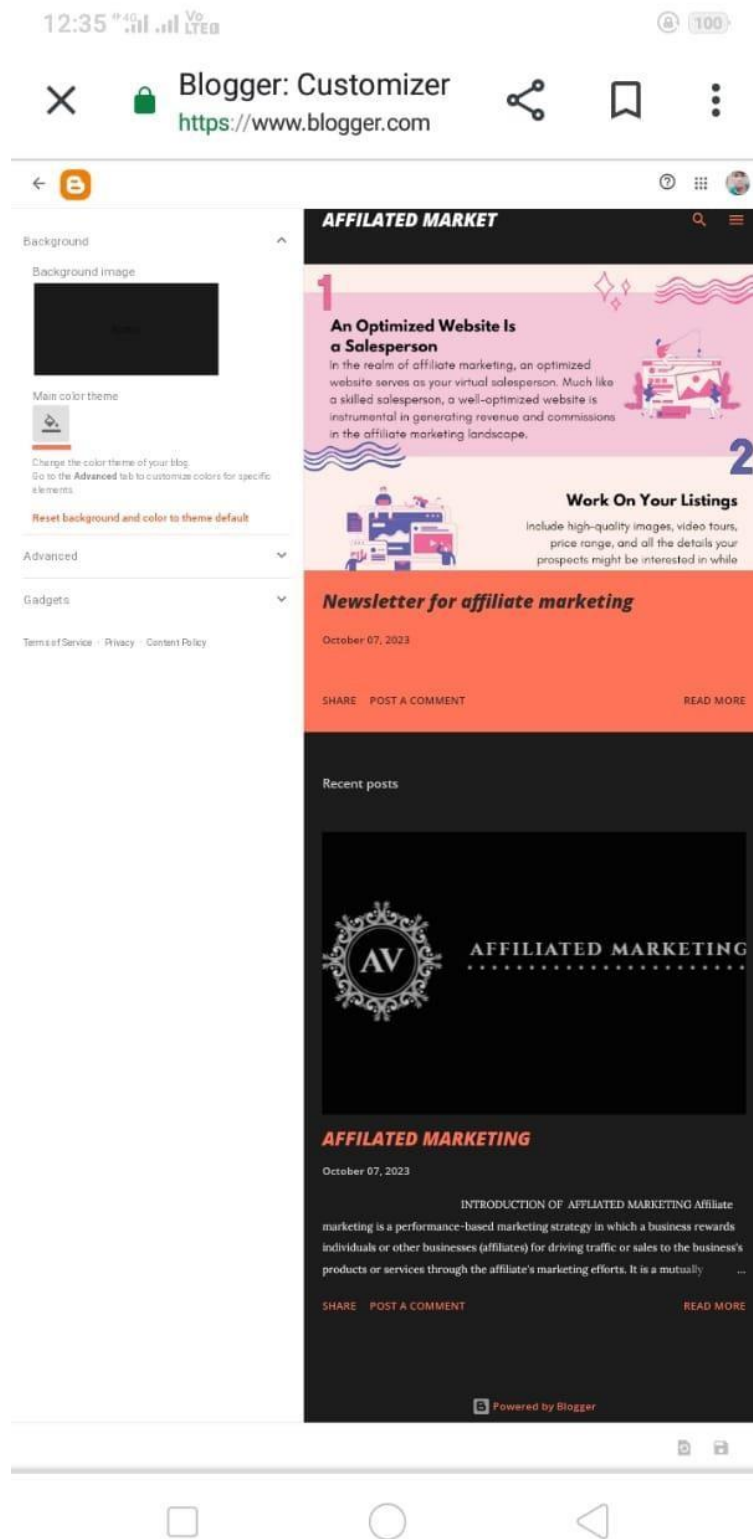 12:35
4G
Vo
LTE
100
Blogger: Customizer
https://www.blogger.com
Background
Background image
Main color theme
Change the color theme of your blog.
Go to the Advanced tab to customize colors for specific
elements.
Reset background and color to theme default
Advanced
Gadgets
Terms of Service · Privacy · Content Policy
AFFILATED MARKET
1
An Optimized Website Is
a Salesperson
In the realm of affiliate marketing, an optimized
website serves as your virtual salesperson. Much like
a skilled salesperson, a well-optimized website is
instrumental in generating revenue and commissions
in the affiliate marketing landscape.
2
Work On Your Listings
Include high-quality images, video tours,
price range, and all the details your
prospects might be interested in while
Newsletter for affiliate marketing
October 07, 2023
SHARE POST A COMMENT READ MORE
Recent posts
AV
AFFILIATED MARKETING
AFFILATED MARKETING
October 07, 2023
INTRODUCTION OF AFFLIATED MARKETING Affiliate
marketing is a performance-based marketing strategy in which a business rewards
individuals or other businesses (affiliates) for driving traffic or sales to the business's
products or services through the affiliate's marketing efforts. It is a mutually ...
SHARE POST A COMMENT READ MORE
Powered by Blogger